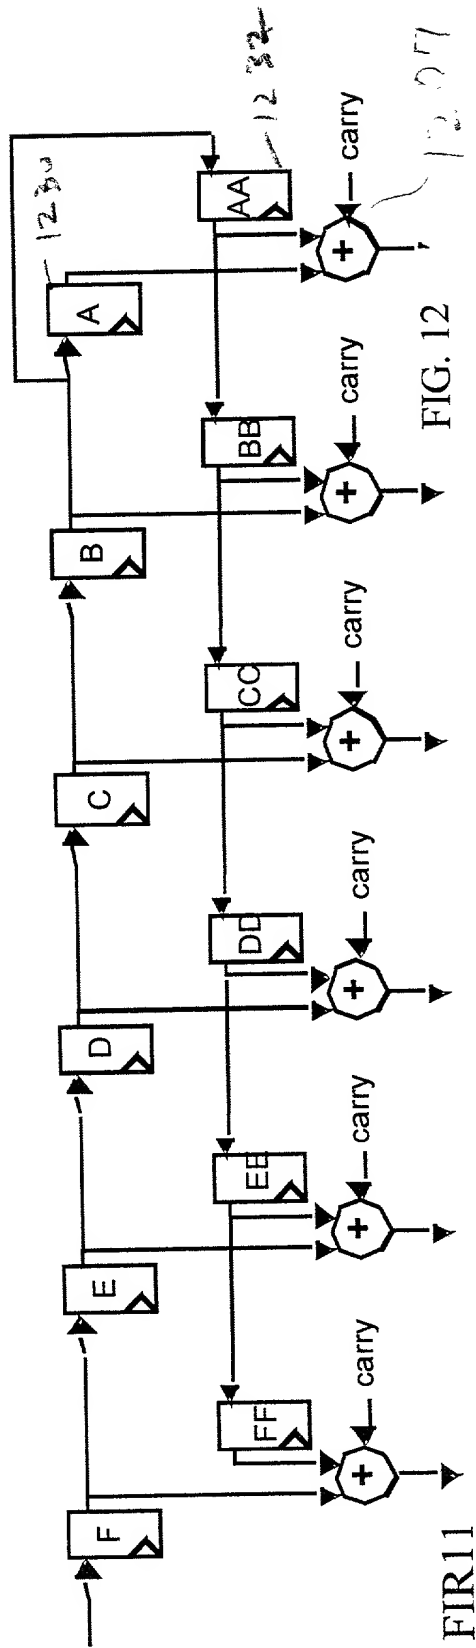 1230
F E D C B A
1232
FF EE DD CC BB AA
+ + + + + +
carry carry carry carry carry carry
FIR11 FIG. 12